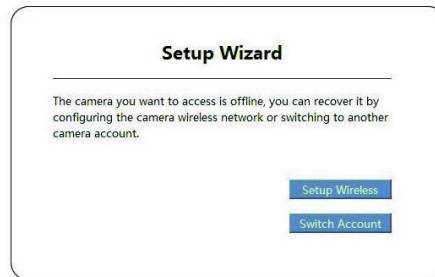 Setup Wizard
The camera you want to access is offline, you can recover it by
configuring the camera wireless network or switching to another
camera account.
Setup Wireless
Switch Account